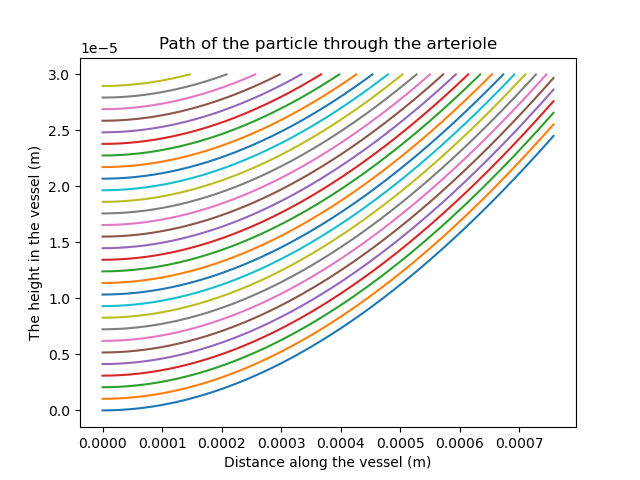 Path of the particle through the arteriole
1e−5
3.0
2.5
2.0
1.5
1.0
0.5
0.0
The height in the vessel (m)
0.0000 0.0001 0.0002 0.0003 0.0004 0.0005 0.0006 0.0007
Distance along the vessel (m)